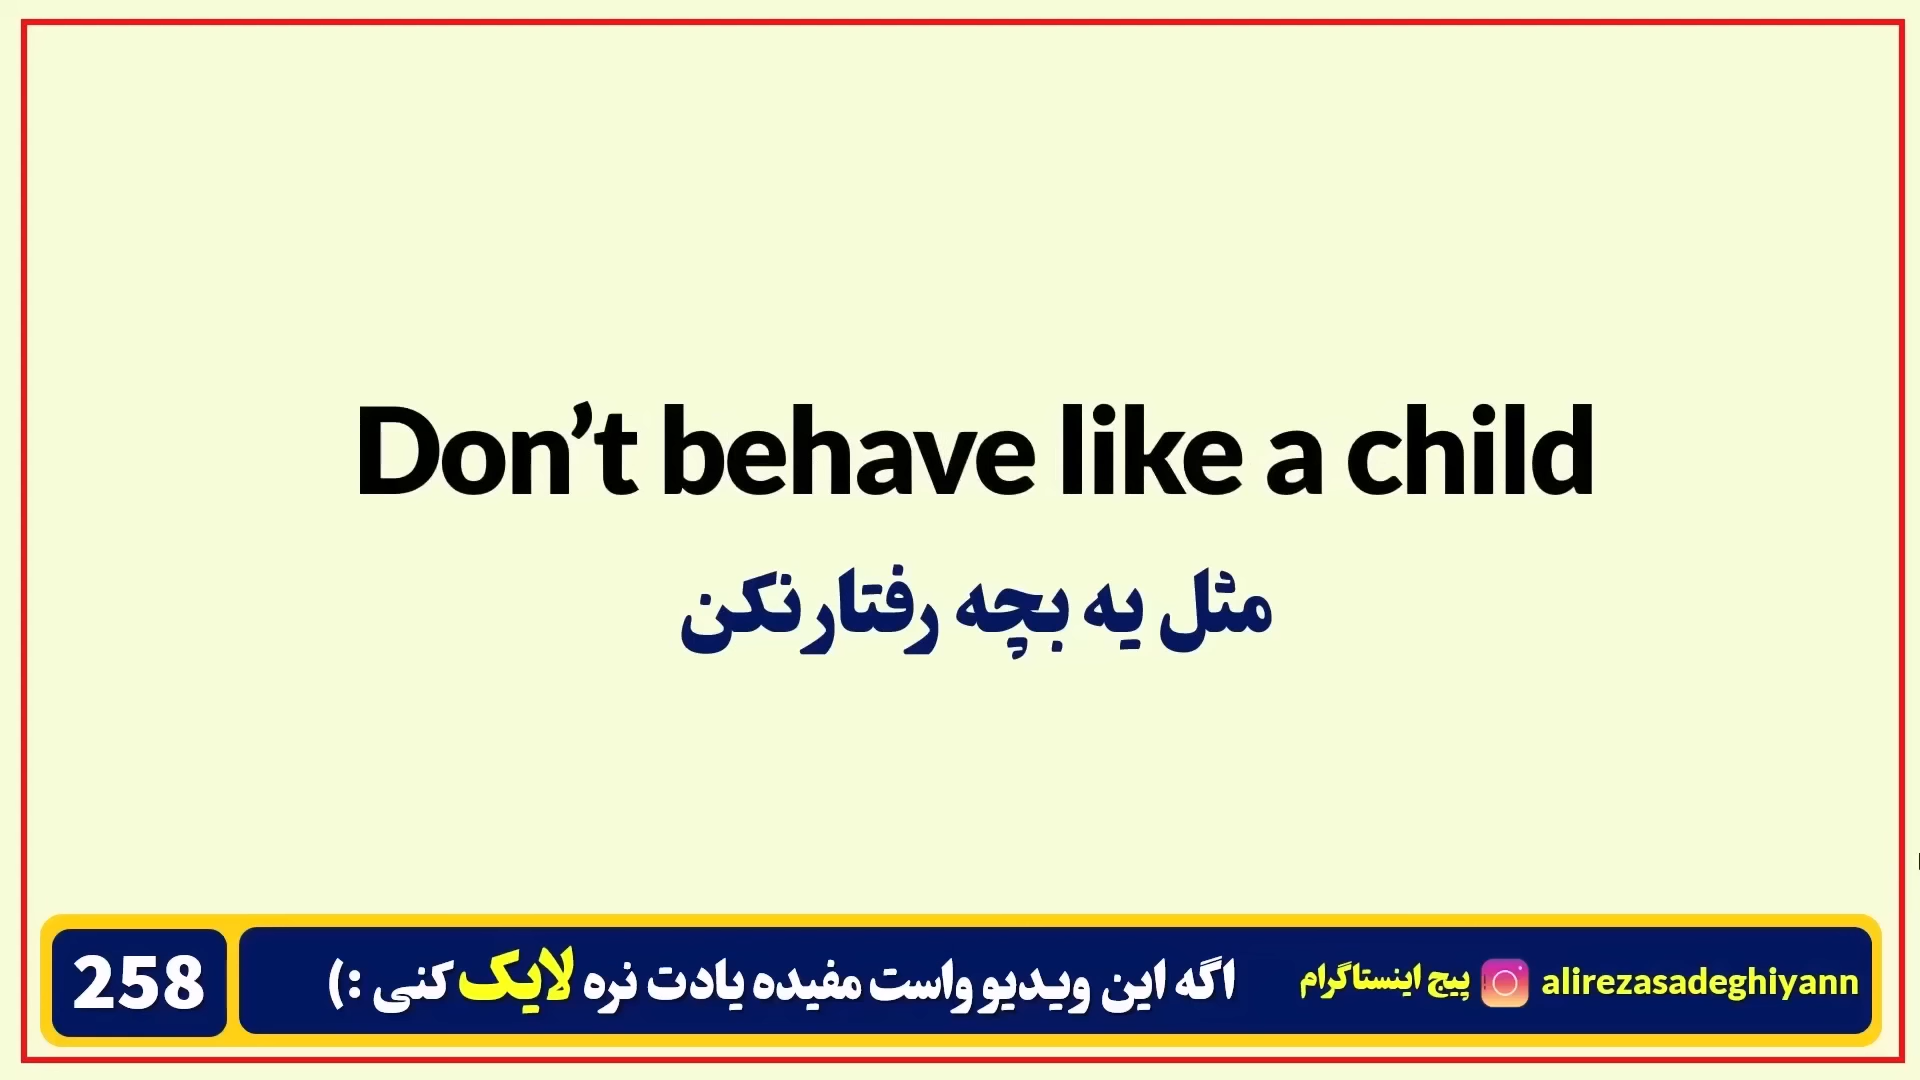 Don’t behave like a child
مثل یه بچه رفتار نکن
258
اگه این ویدیو واست مفیده یادت نره لایک کنی :)
پیج اینستاگرام
alirezasadeghiyann